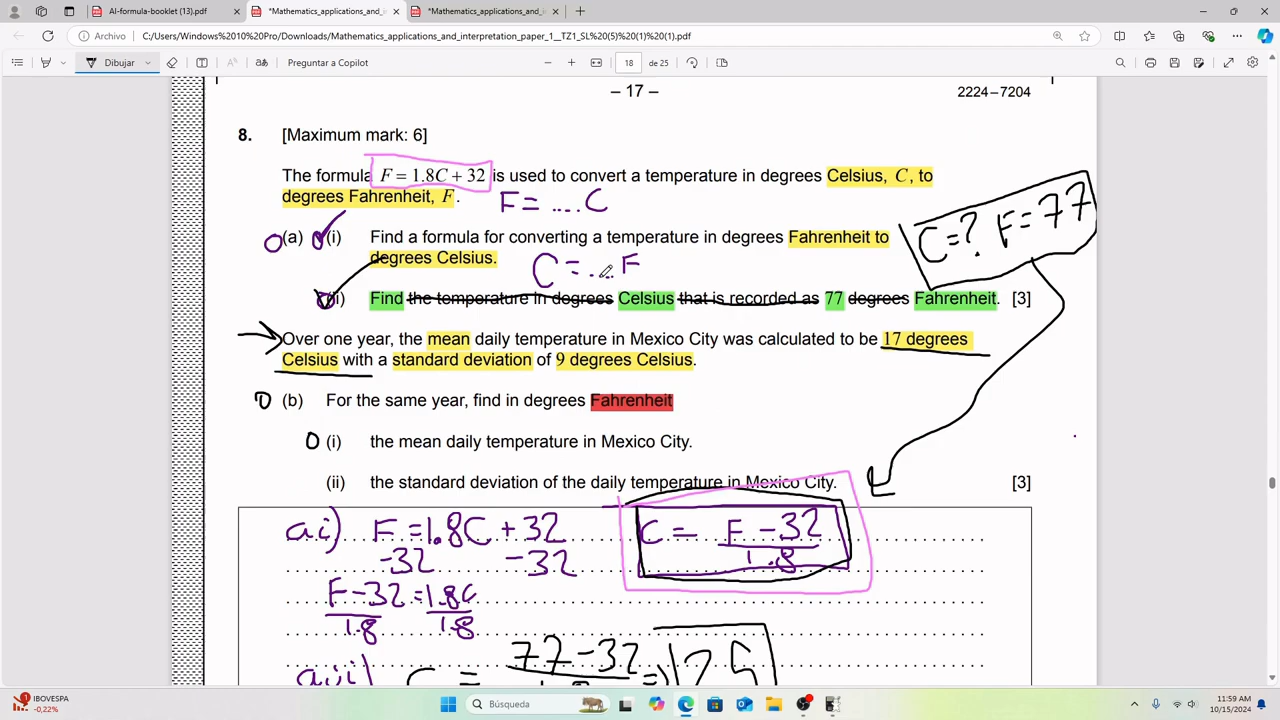 AI-formula-booklet (13).pdf
*Mathematics_applications_and_in
*Mathematics_applications_and_in
Archivo
C:/Users/Windows%2010%20Pro/Downloads/Mathematics_applications_and_interpretation_paper_1__TZ1_SL%20(5)%20(1)%20(1).pdf
Dibujar
Preguntar a Copilot
18 de 25
– 17 –
2224–7204
8. [Maximum mark: 6]
The formula F = 1.8C + 32 is used to convert a temperature in degrees Celsius, C, to
degrees Fahrenheit, F.
F = .... C
C=? F=77
(a) (i) Find a formula for converting a temperature in degrees Fahrenheit to
degrees Celsius.
C = ... F
(ii) Find the temperature in degrees Celsius that is recorded as 77 degrees Fahrenheit. [3]
Over one year, the mean daily temperature in Mexico City was calculated to be 17 degrees
Celsius with a standard deviation of 9 degrees Celsius.
(b) For the same year, find in degrees Fahrenheit
(i) the mean daily temperature in Mexico City.
(ii) the standard deviation of the daily temperature in Mexico City. [3]
ai) F = 1.8C + 32
-32 -32
F - 32 = 1.8C
1.8 1.8
C = F - 32
1.8
aii) C = 77 - 32 = 25
IBOVESPA
-0,22%
Búsqueda
11:59 AM
10/15/2024